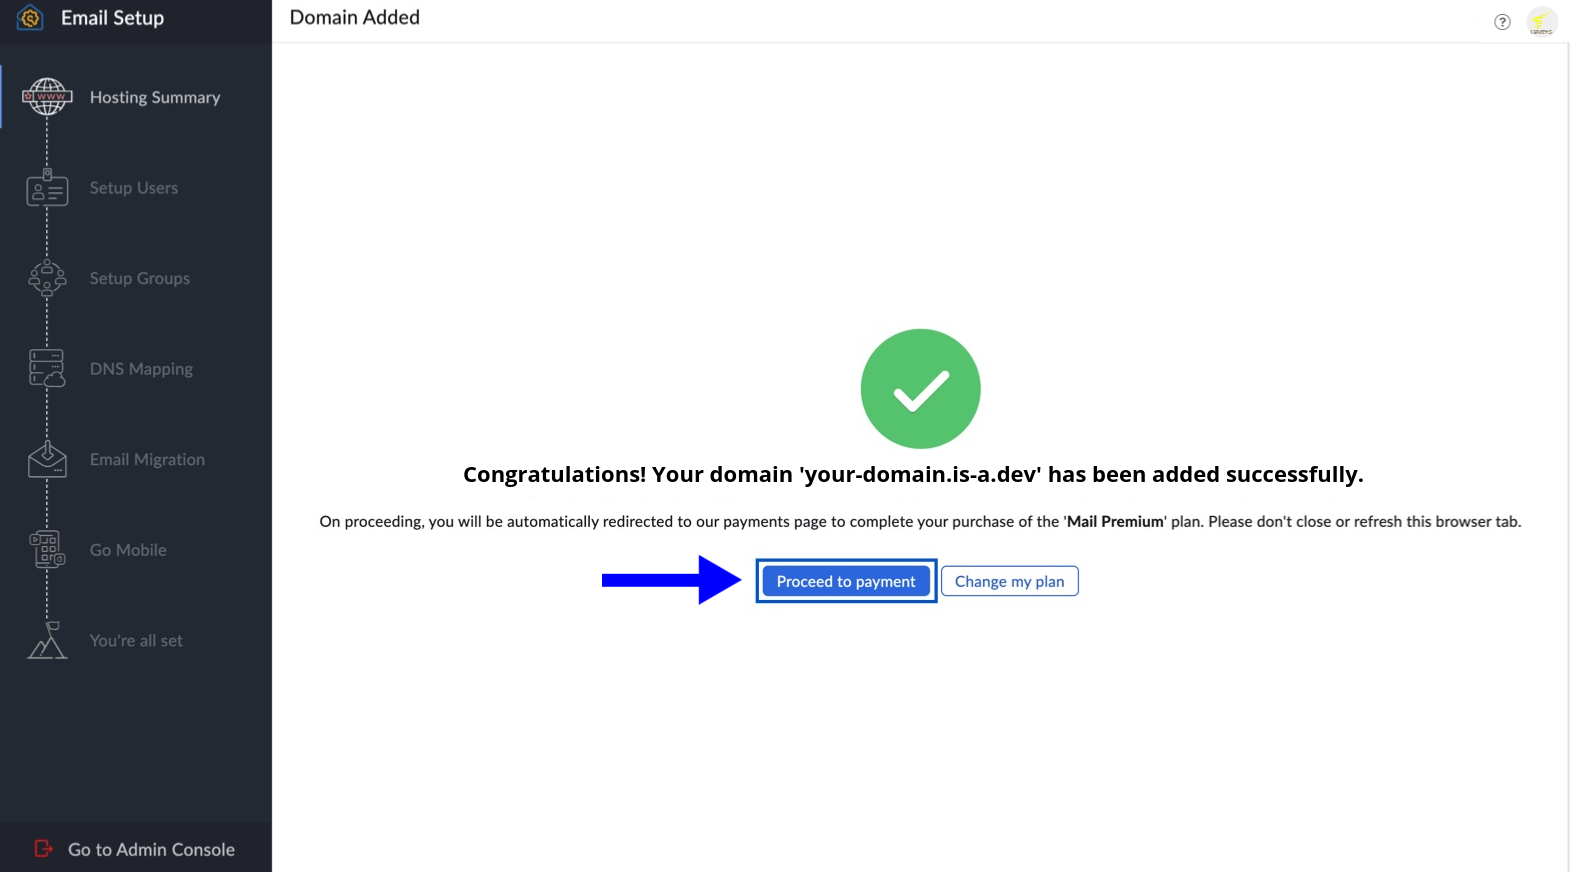 Email Setup
Domain Added
?
www
Hosting Summary
Setup Users
Setup Groups
DNS Mapping
Email Migration
Go Mobile
You're all set
Go to Admin Console
Congratulations! Your domain 'your-domain.is-a.dev' has been added successfully.
On proceeding, you will be automatically redirected to our payments page to complete your purchase of the 'Mail Premium' plan. Please don't close or refresh this browser tab.
Proceed to payment
Change my plan